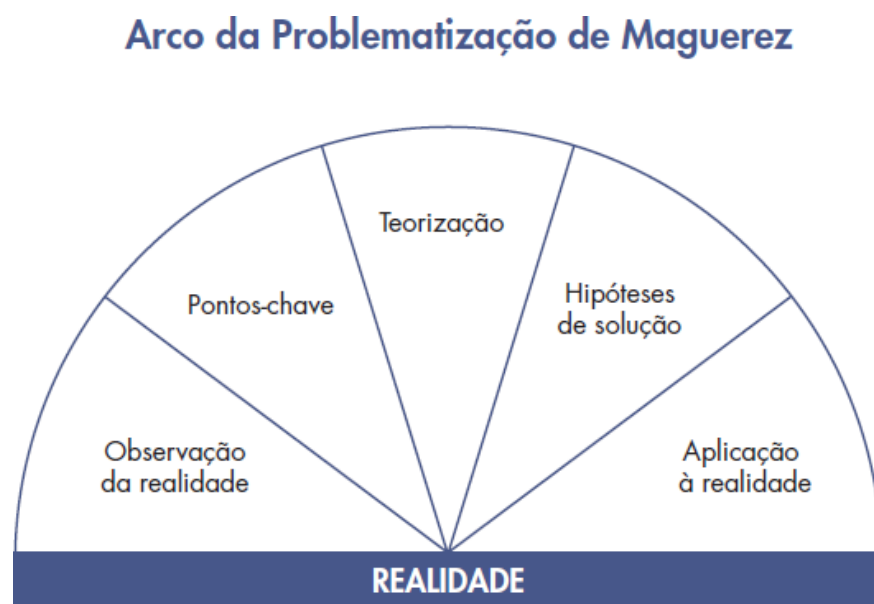 Arco da Problematização de Maguerez
Teorização
Pontos-chave
Hipóteses
de solução
Observação
da realidade
Aplicação
à realidade
REALIDADE